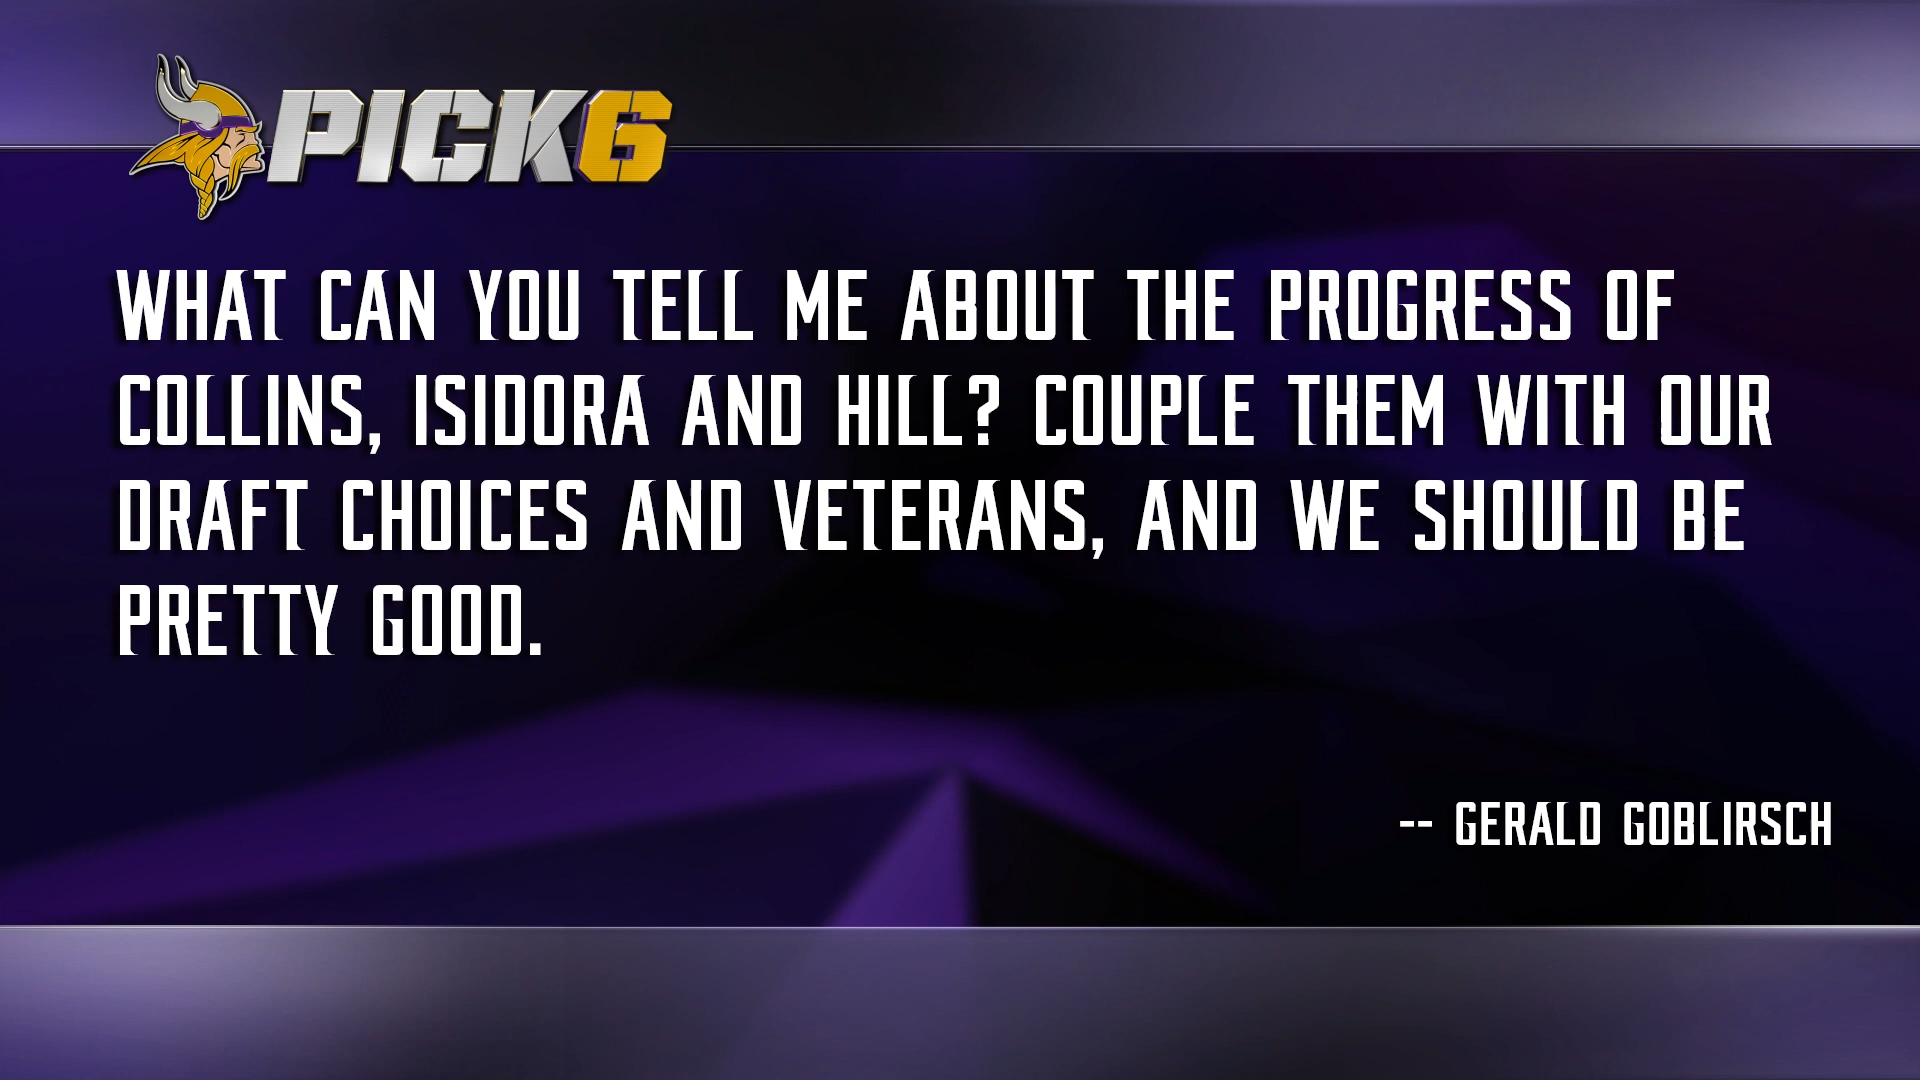 PICK6
WHAT CAN YOU TELL ME ABOUT THE PROGRESS OF
COLLINS, ISIDORA AND HILL? COUPLE THEM WITH OUR
DRAFT CHOICES AND VETERANS, AND WE SHOULD BE
PRETTY GOOD.
-- GERALD GOBLIRSCH